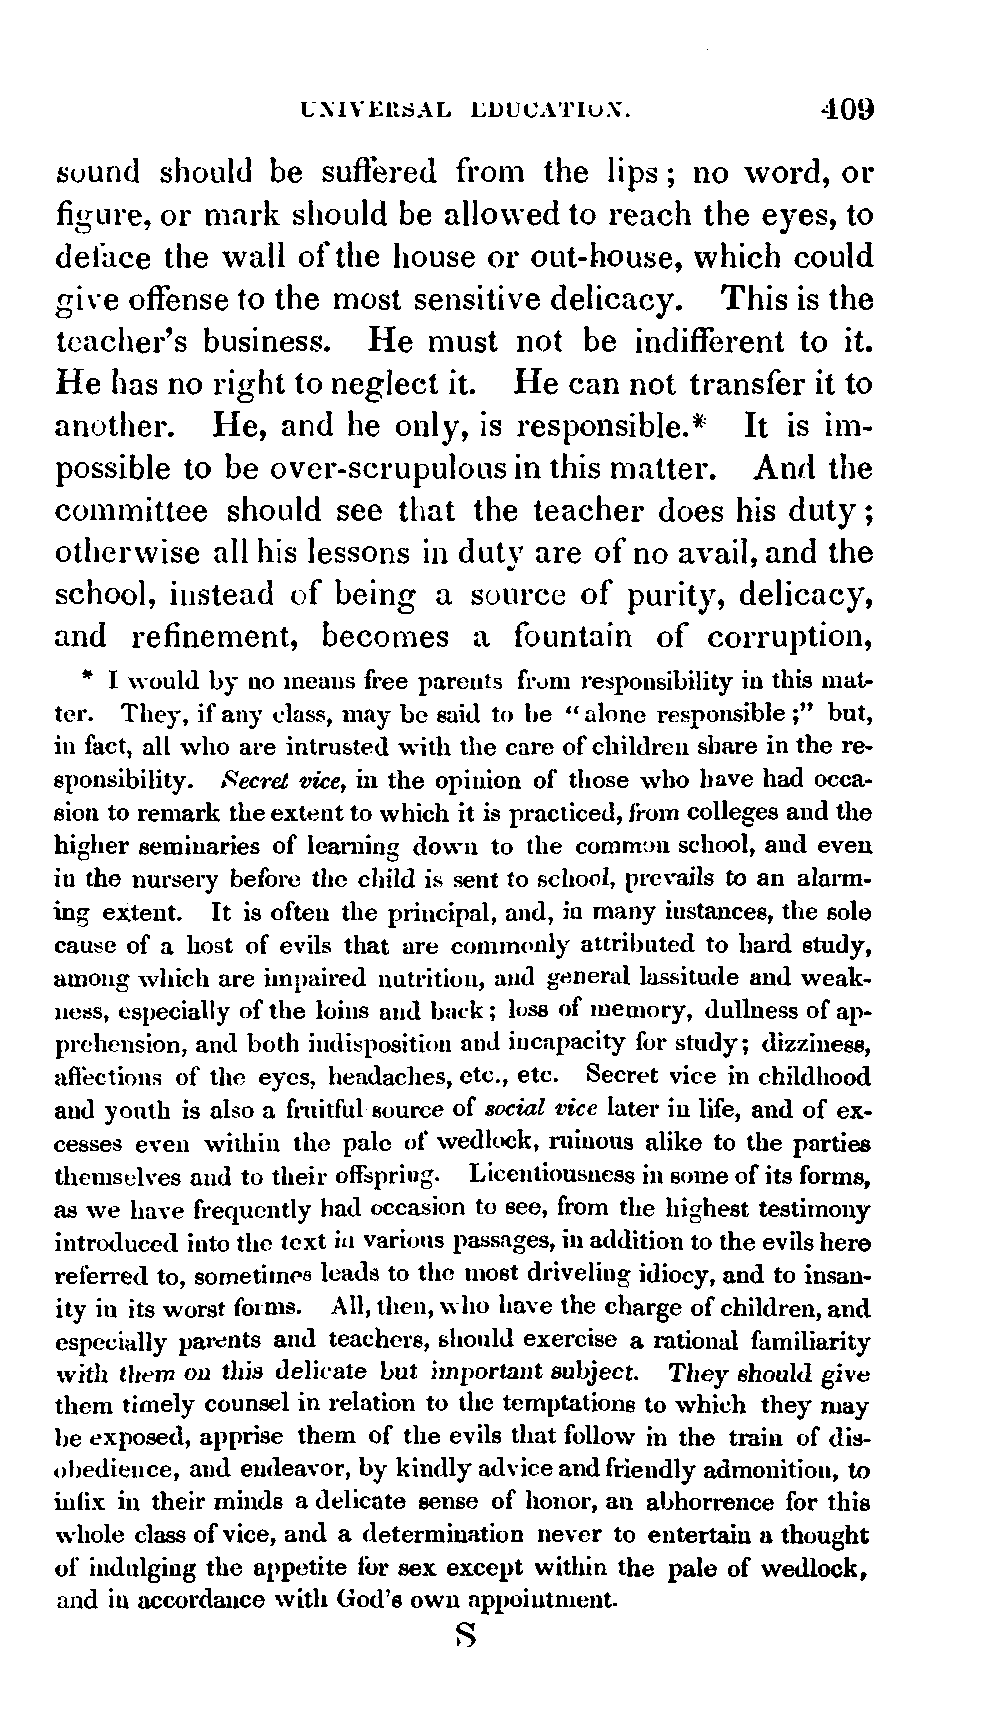 UNIVERSAL EDUCATION. 409
sound should be suffered from the lips; no word, or
figure, or mark should be allowed to reach the eyes, to
deface the wall of the house or out-house, which could
give offense to the most sensitive delicacy. This is the
teacher's business. He must not be indifferent to it.
He has no right to neglect it. He can not transfer it to
another. He, and he only, is responsible.* It is im-
possible to be over-scrupulous in this matter. And the
committee should see that the teacher does his duty;
otherwise all his lessons in duty are of no avail, and the
school, instead of being a source of purity, delicacy,
and refinement, becomes a fountain of corruption,
* I would by no means free parents from responsibility in this mat-
ter. They, if any class, may be said to be "alone responsible;" but,
in fact, all who are intrusted with the care of children share in the re-
sponsibility. Secret vice, in the opinion of those who have had occa-
sion to remark the extent to which it is practiced, from colleges and the
higher seminaries of learning down to the common school, and even
in the nursery before the child is sent to school, prevails to an alarm-
ing extent. It is often the principal, and, in many instances, the sole
cause of a host of evils that are commonly attributed to hard study,
among which are impaired nutrition, and general lassitude and weak-
ness, especially of the loins and back; loss of memory, dullness of ap-
prehension, and both indisposition and incapacity for study; dizziness,
affections of the eyes, headaches, etc., etc. Secret vice in childhood
and youth is also a fruitful source of social vice later in life, and of ex-
cesses even within the pale of wedlock, ruinous alike to the parties
themselves and to their offspring. Licentiousness in some of its forms,
as we have frequently had occasion to see, from the highest testimony
introduced into the text in various passages, in addition to the evils here
referred to, sometimes leads to the most driveling idiocy, and to insan-
ity in its worst forms. All, then, who have the charge of children, and
especially parents and teachers, should exercise a rational familiarity
with them on this delicate but important subject. They should give
them timely counsel in relation to the temptations to which they may
be exposed, apprise them of the evils that follow in the train of dis-
obedience, and endeavor, by kindly advice and friendly admonition, to
infix in their minds a delicate sense of honor, an abhorrence for this
whole class of vice, and a determination never to entertain a thought
of indulging the appetite for sex except within the pale of wedlock,
and in accordance with God's own appointment.
S